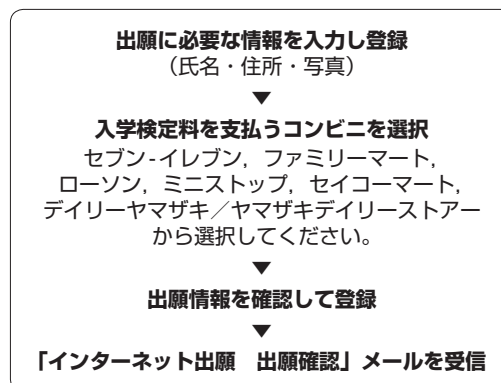 出願に必要な情報を入力し登録
（氏名・住所・写真）
▼
入学検定料を支払うコンビニを選択
セブン-イレブン，ファミリーマート，
ローソン，ミニストップ，セイコーマート，
デイリーヤマザキ／ヤマザキデイリーストアー
から選択してください。
▼
出願情報を確認して登録
▼
「インターネット出願　出願確認」メールを受信